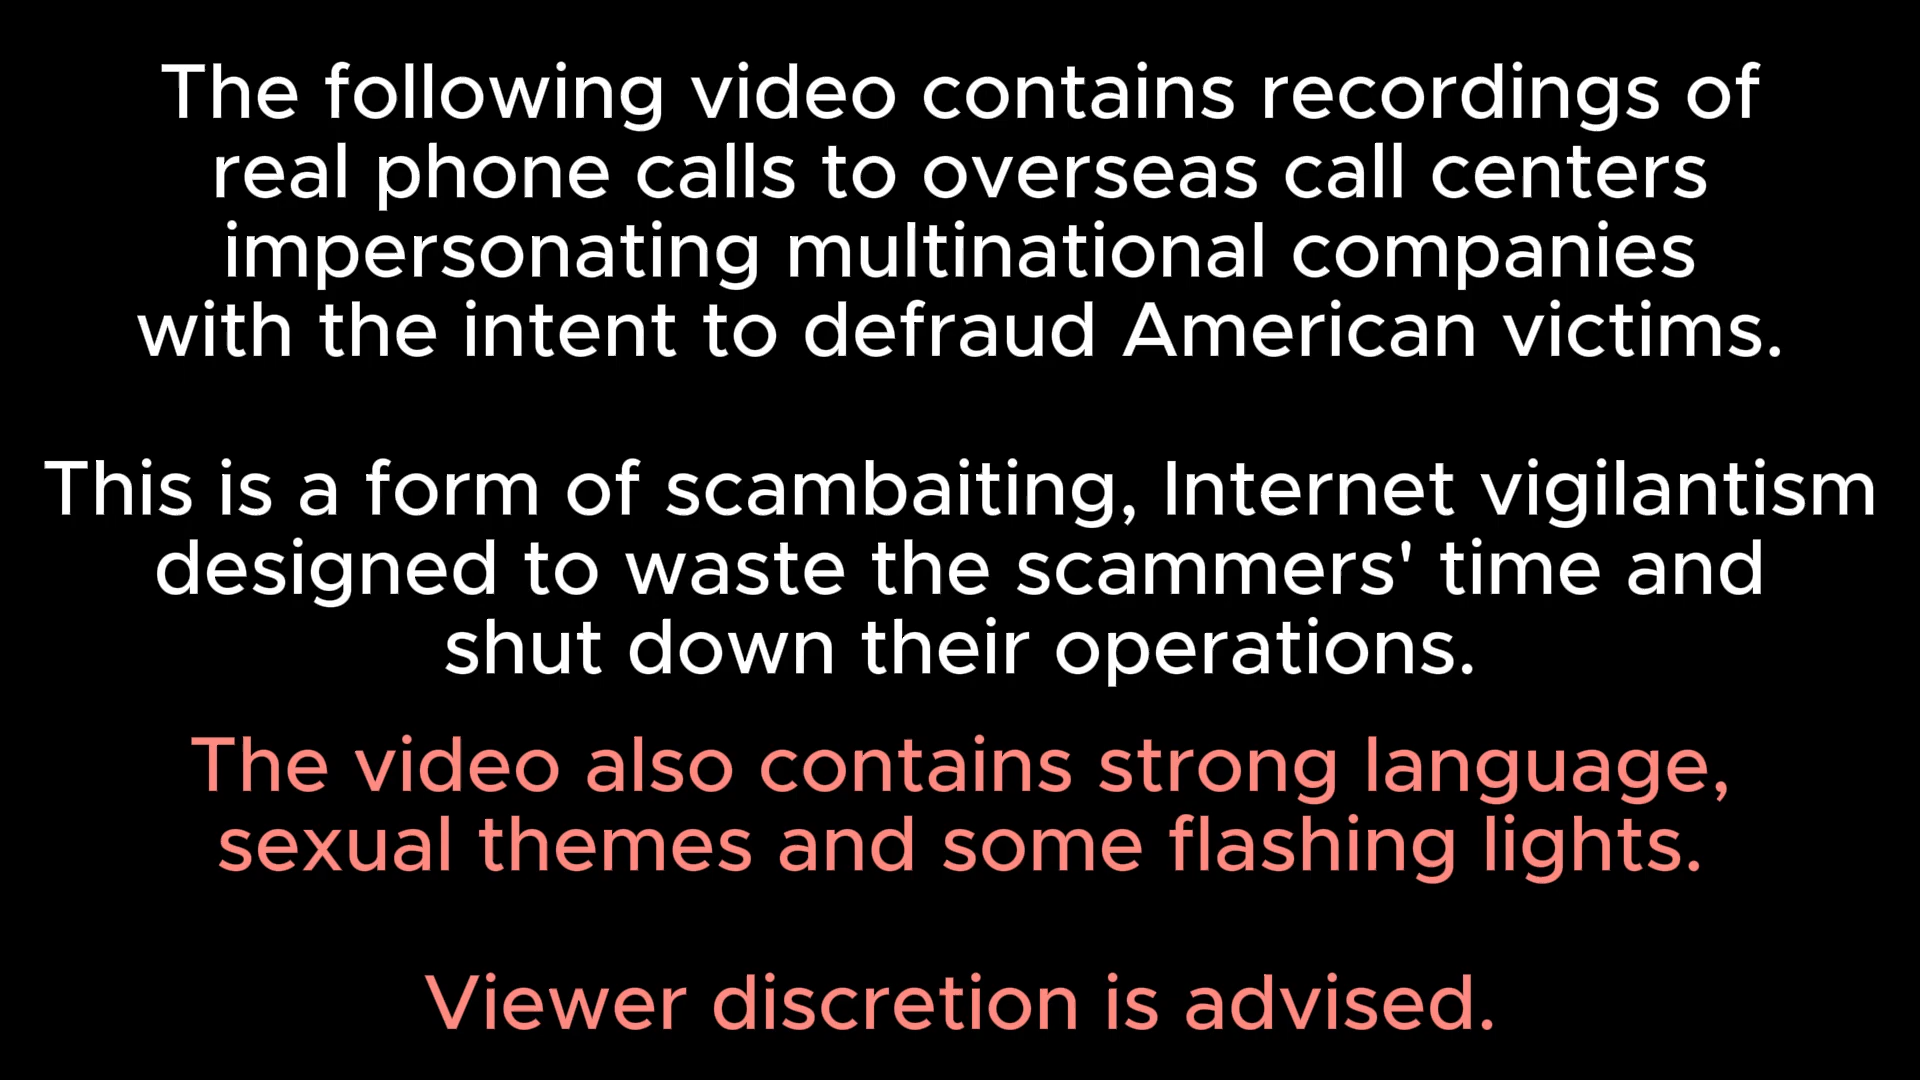 The following video contains recordings of
real phone calls to overseas call centers
impersonating multinational companies
with the intent to defraud American victims.
This is a form of scambaiting, Internet vigilantism
designed to waste the scammers' time and
shut down their operations.
The video also contains strong language,
sexual themes and some flashing lights.
Viewer discretion is advised.